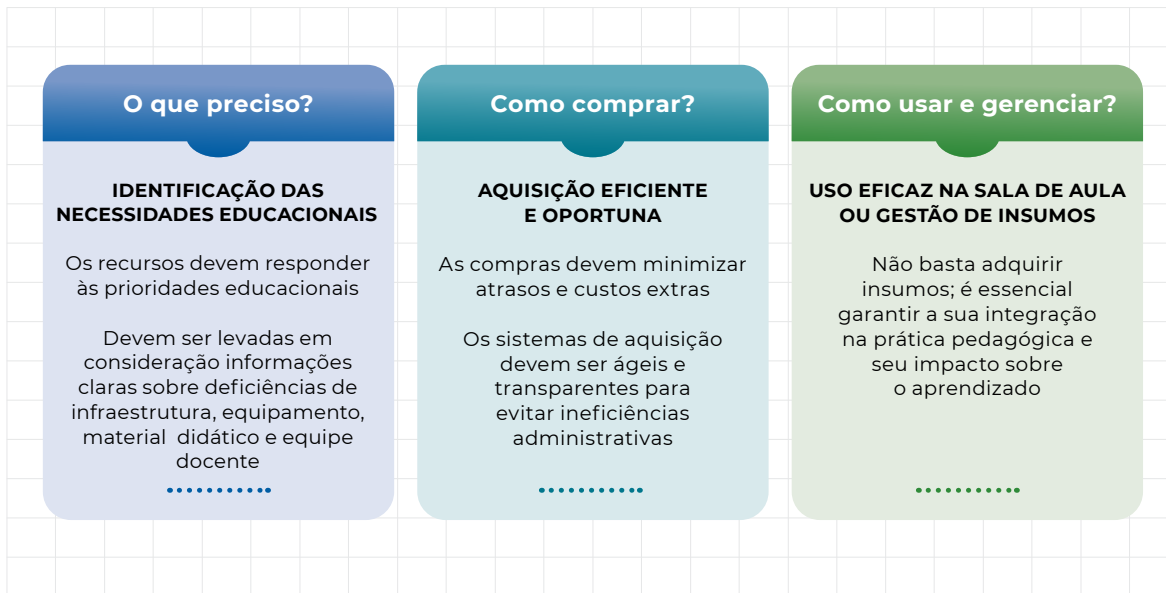 O que preciso?
IDENTIFICAÇÃO DAS
NECESSIDADES EDUCACIONAIS
Os recursos devem responder
às prioridades educacionais
Devem ser levadas em
consideração informações
claras sobre deficiências de
infraestrutura, equipamento,
material didático e equipe
docente
Como comprar?
AQUISIÇÃO EFICIENTE
E OPORTUNA
As compras devem minimizar
atrasos e custos extras
Os sistemas de aquisição
devem ser ágeis e
transparentes para
evitar ineficiências
administrativas
Como usar e gerenciar?
USO EFICAZ NA SALA DE AULA
OU GESTÃO DE INSUMOS
Não basta adquirir
insumos; é essencial
garantir a sua integração
na prática pedagógica e
seu impacto sobre
o aprendizado